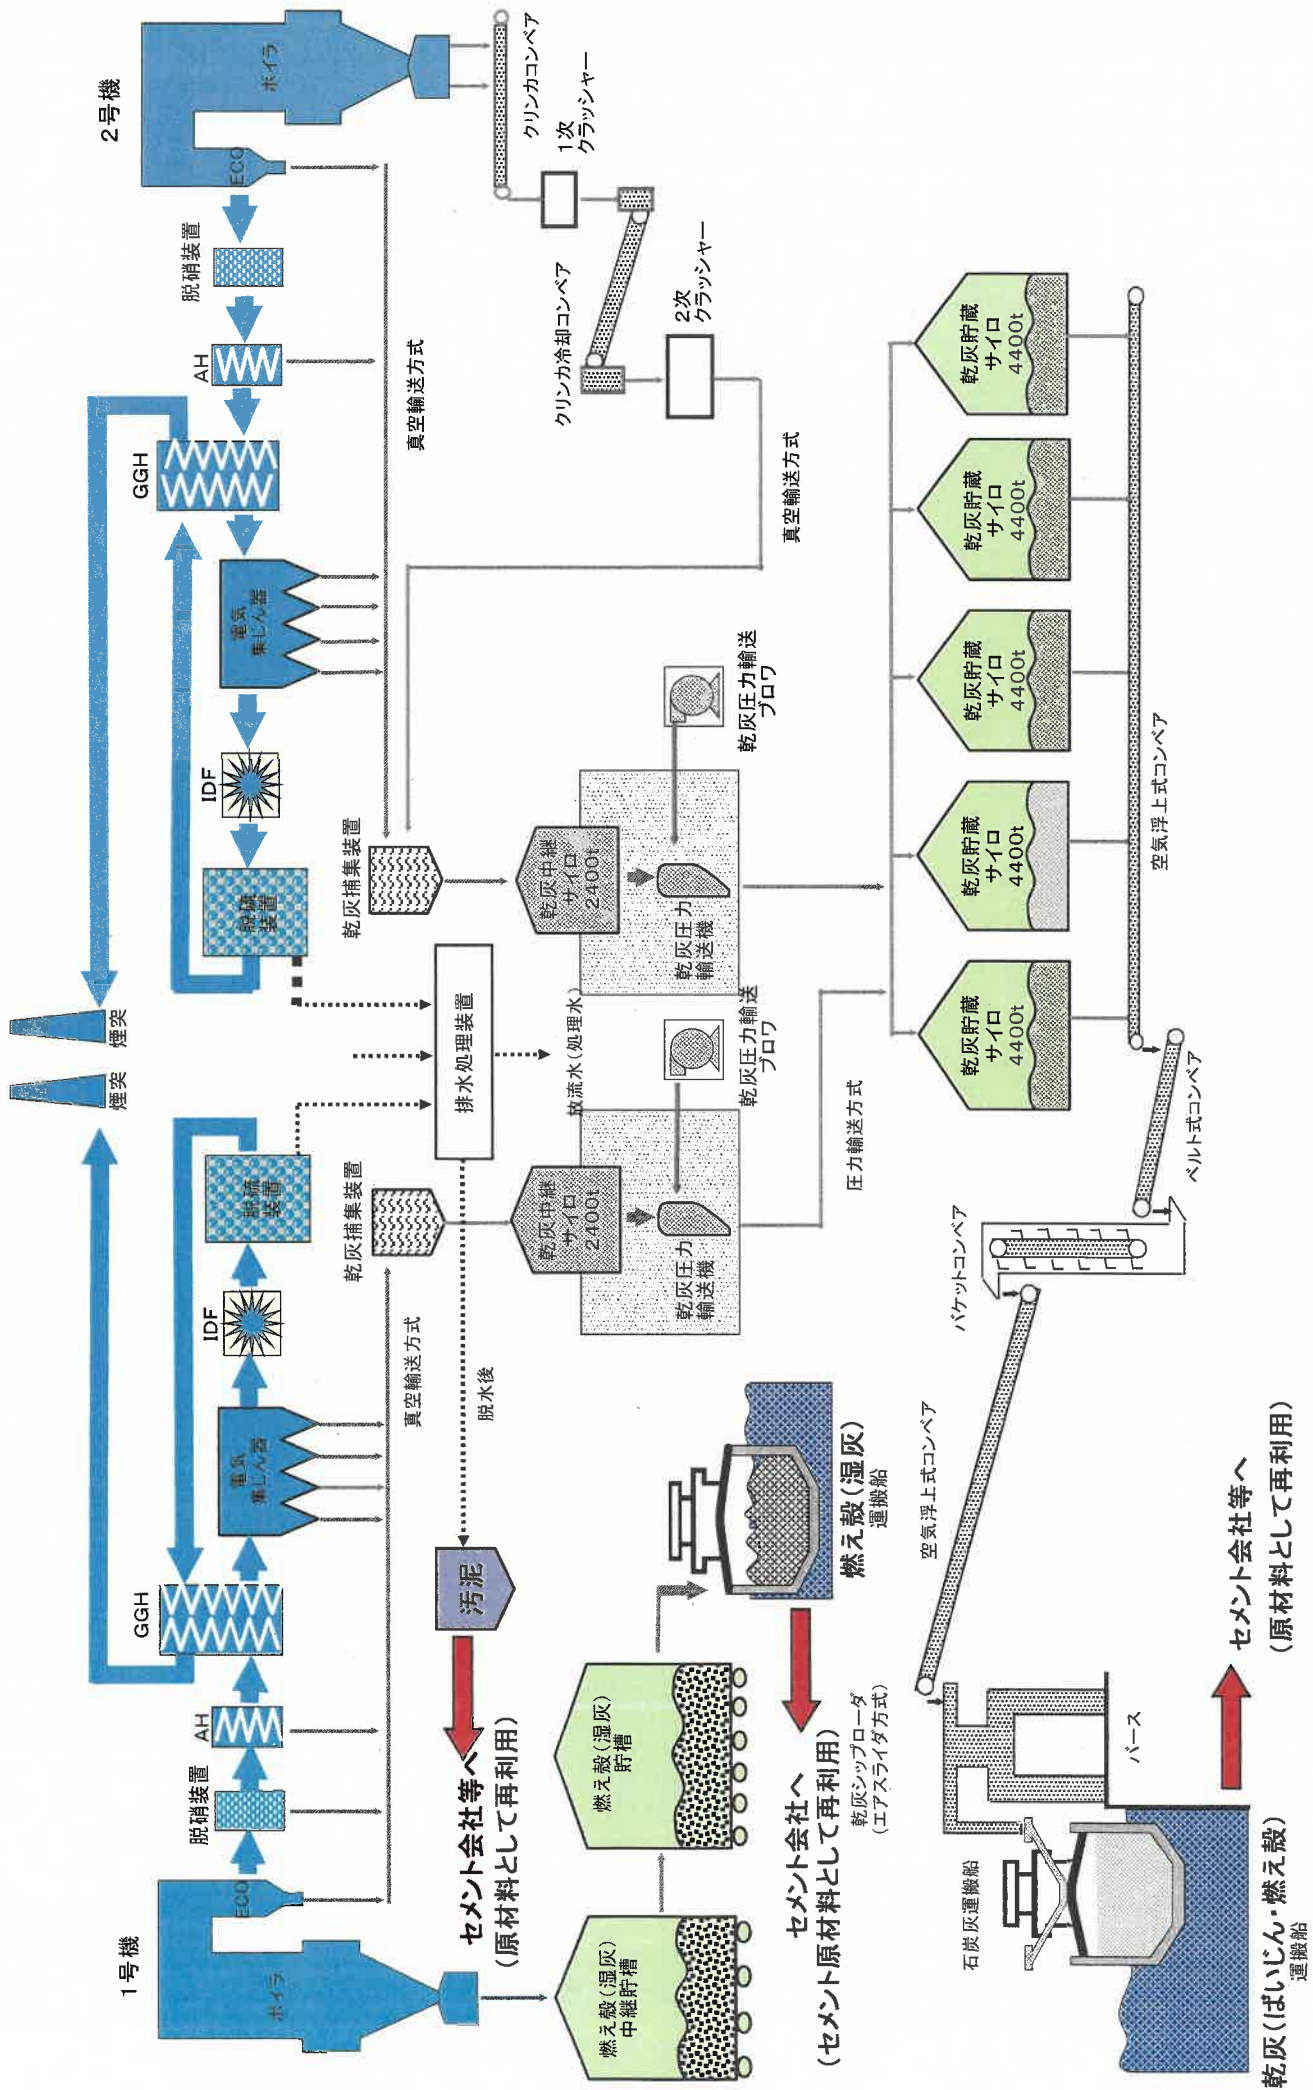 1号機
ボイラ
ECO
脱硝装置
AH
GGH
電気
集じん器
IDF
脱硫
装置
煙突
煙突
脱硫
装置
IDF
電気
集じん器
GGH
AH
脱硝装置
ECO
ボイラ
2号機
真空輸送方式
乾灰捕集装置
排水処理装置
乾灰捕集装置
真空輸送方式
クリンカコンベア
1次
クラッシャー
クリンカ冷却コンベア
2次
クラッシャー
真空輸送方式
脱水後
汚泥
セメント会社等へ
(原材料として再利用)
放流水(処理水)
乾灰中継
サイロ
2400t
乾灰圧力
輸送機
乾灰圧力輸送
ブロワ
乾灰中継
サイロ
2400t
乾灰圧力
輸送機
乾灰圧力輸送
ブロワ
燃え殻(湿灰)
中継貯槽
燃え殻(湿灰)
貯槽
燃え殻(湿灰)
運搬船
セメント会社へ
(セメント原材料として再利用)
圧力輸送方式
乾灰貯蔵
サイロ
4400t
乾灰貯蔵
サイロ
4400t
乾灰貯蔵
サイロ
4400t
乾灰貯蔵
サイロ
4400t
乾灰貯蔵
サイロ
4400t
空気浮上式コンベア
ベルト式コンベア
バケットコンベア
空気浮上式コンベア
乾灰シップローダ
(エアスライダ方式)
石炭灰運搬船
バース
乾灰(ばいじん・燃え殻)
運搬船
セメント会社等へ
(原材料として再利用)